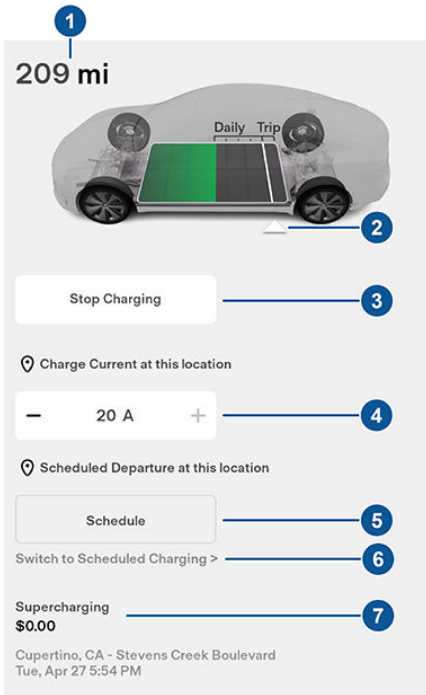 1
209 mi
Daily Trip
2
Stop Charging
3
Charge Current at this location
− 20 A +
4
Scheduled Departure at this location
Schedule
5
Switch to Scheduled Charging >
6
Supercharging
7
$0.00
Cupertino, CA - Stevens Creek Boulevard
Tue, Apr 27 5:54 PM